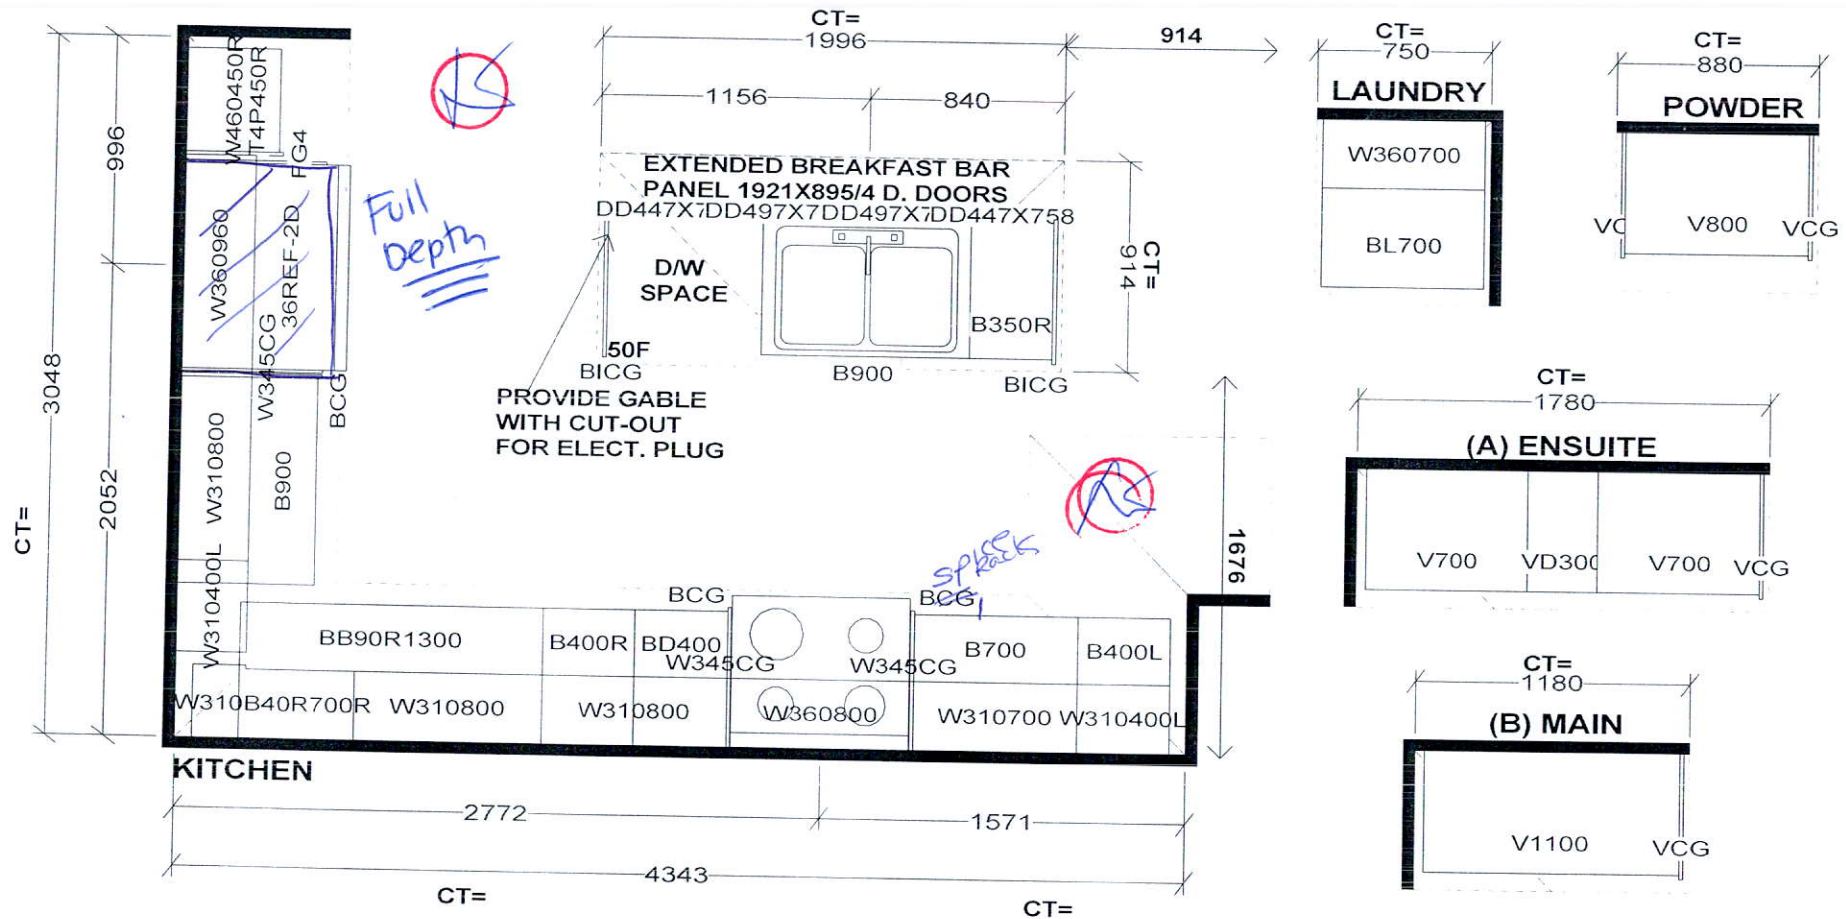 CT=
1996
914
1156
840
EXTENDED BREAKFAST BAR
PANEL 1921X895/4 D. DOORS
DD447X7DD497X7DD497X7DD447X758
D/W
SPACE
B350R
50F
BICG
B900
BICG
CT=
914
PROVIDE GABLE
WITH CUT-OUT
FOR ELECT. PLUG
Full
Depth
W460450R
T4P450R
FG4
996
W360960
36REF-2D
W345CG
BCG
3048
2052
CT=
W310800
B900
W310400L
1676
spice
Racks
BCG
BCG
BB90R1300
B400R
BD400
W345CG
W345CG
B700
B400L
W310B40R700R
W310800
W310800
W360800
W310700
W310400L
KITCHEN
2772
1571
4343
CT=
CT=
CT=
750
LAUNDRY
W360700
BL700
CT=
880
POWDER
VC
V800
VCG
CT=
1780
(A) ENSUITE
V700
VD300
V700
VCG
CT=
1180
(B) MAIN
V1100
VCG